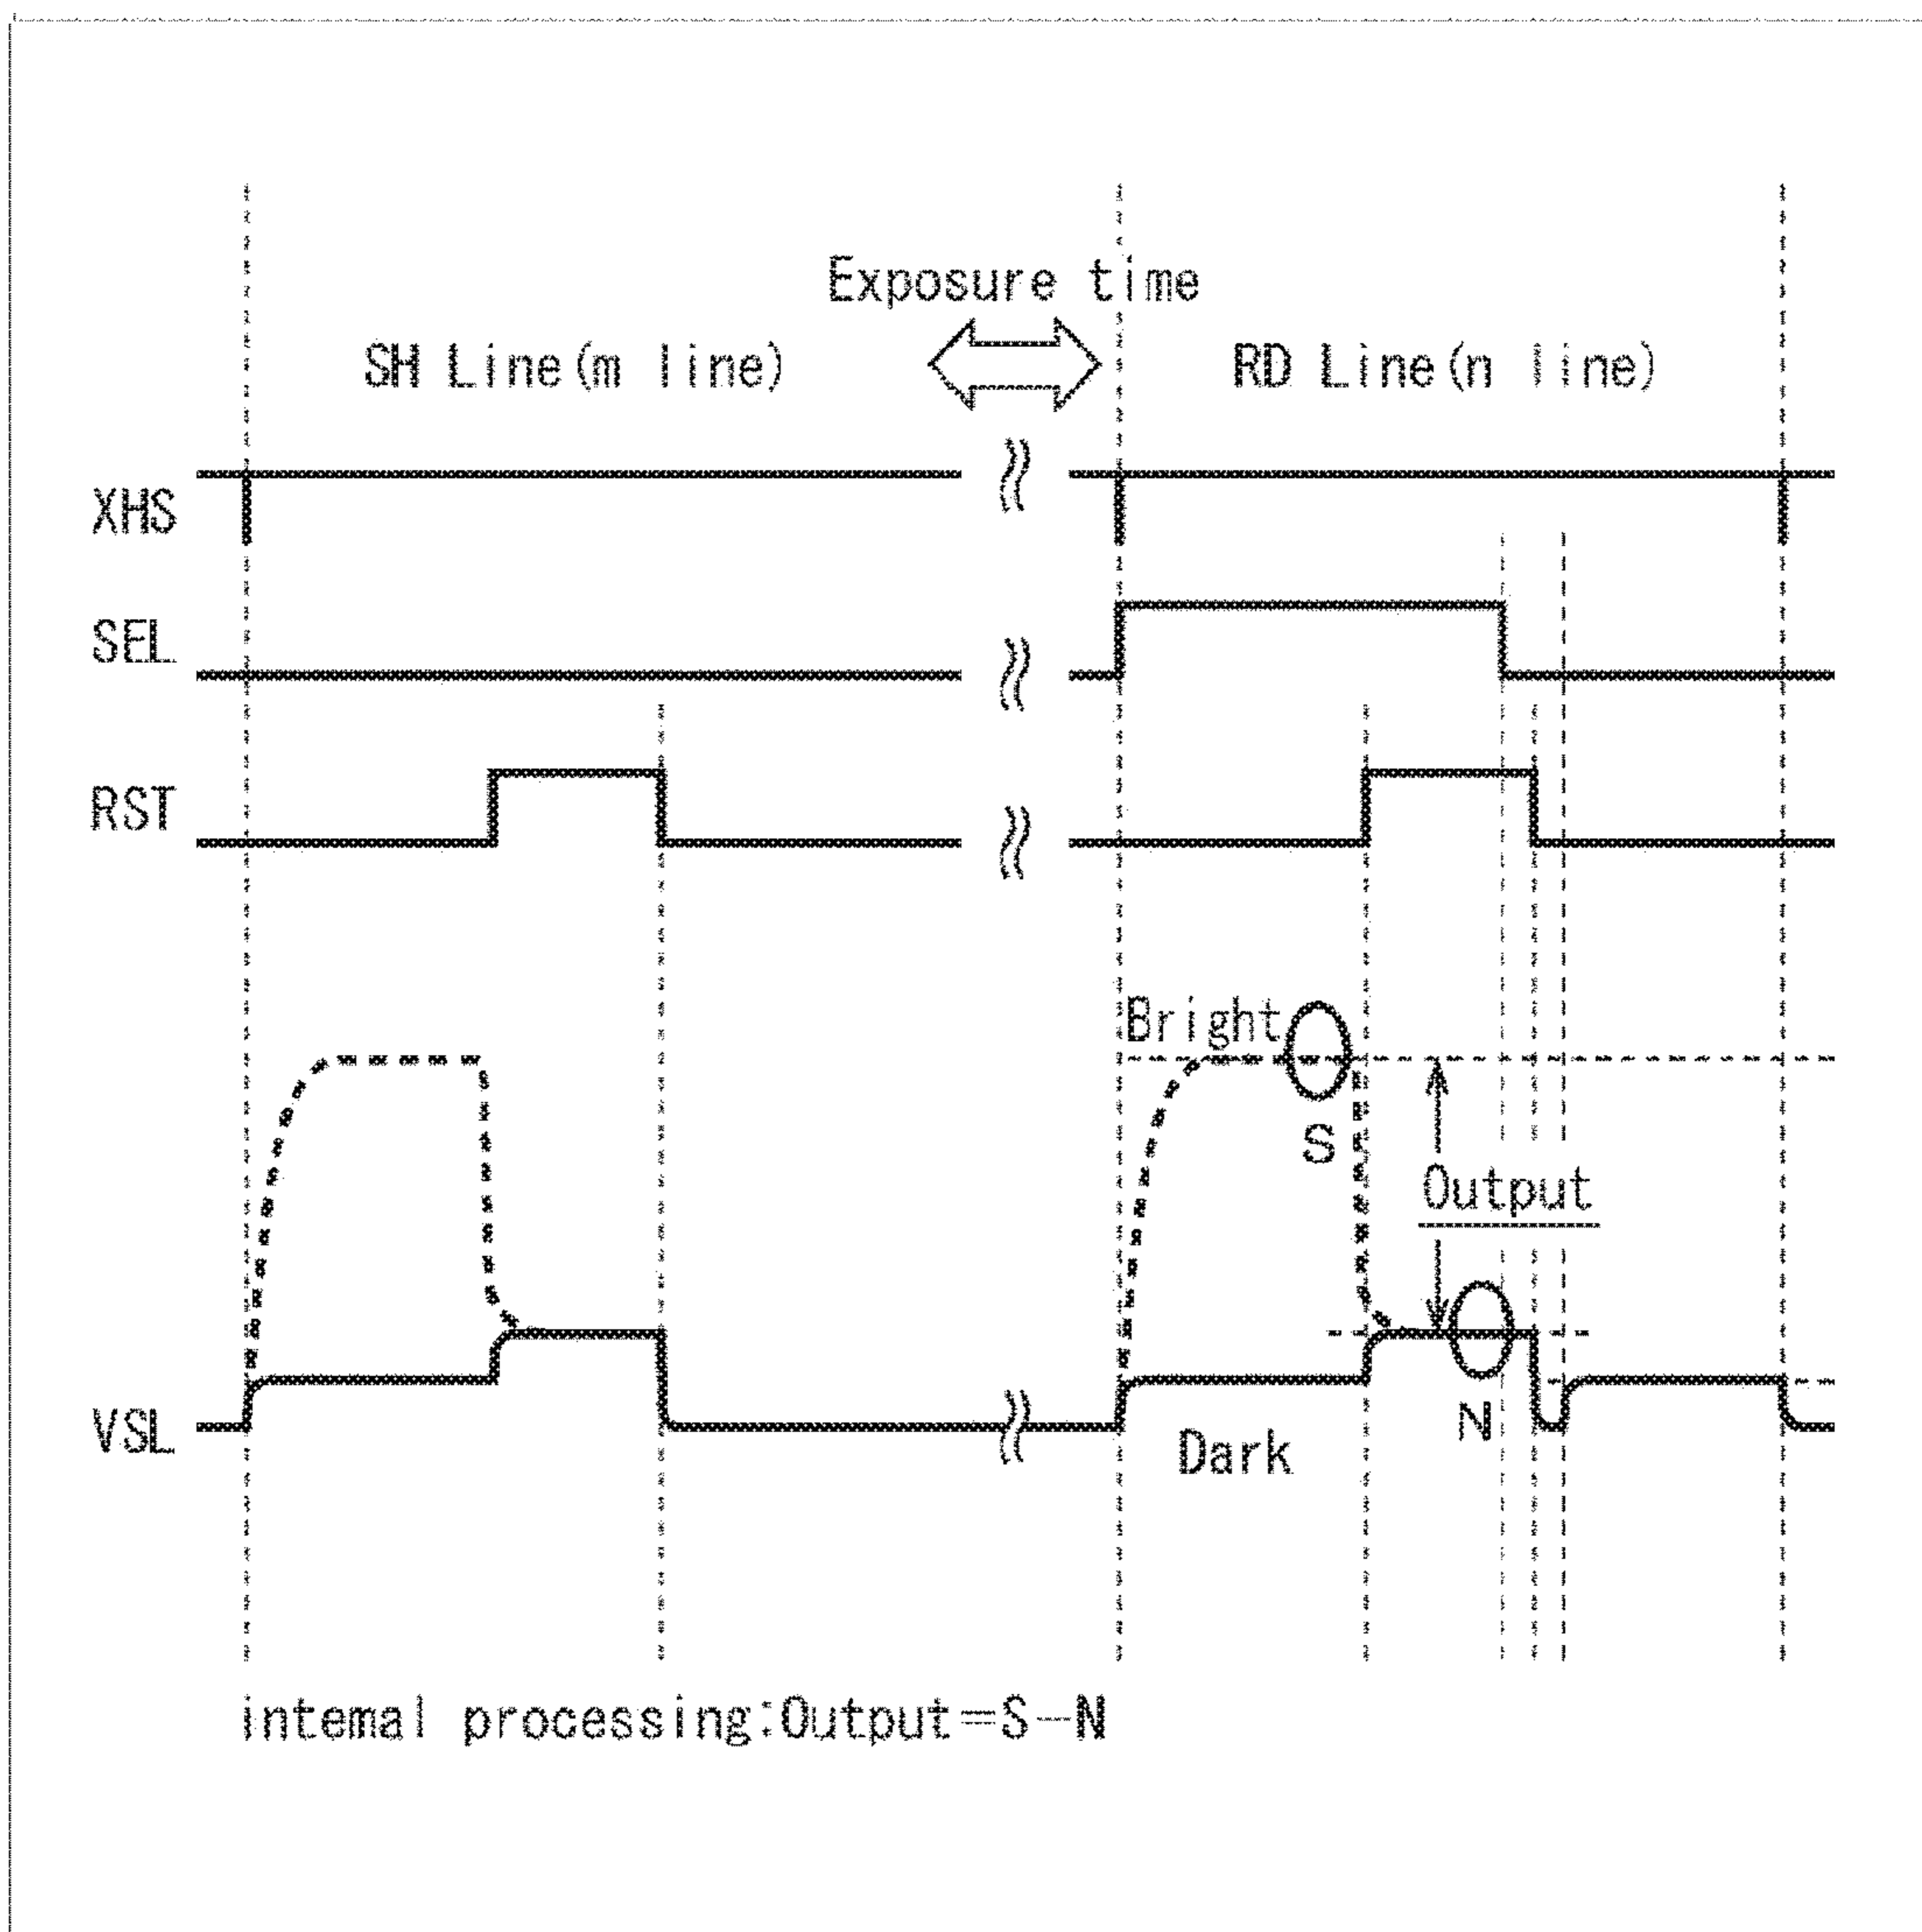 Exposure time
SH Line(m line)
RD Line(n line)
XHS
SEL
RST
Bright
S
Output
N
VSL
Dark
intemal processing:Output=S-N